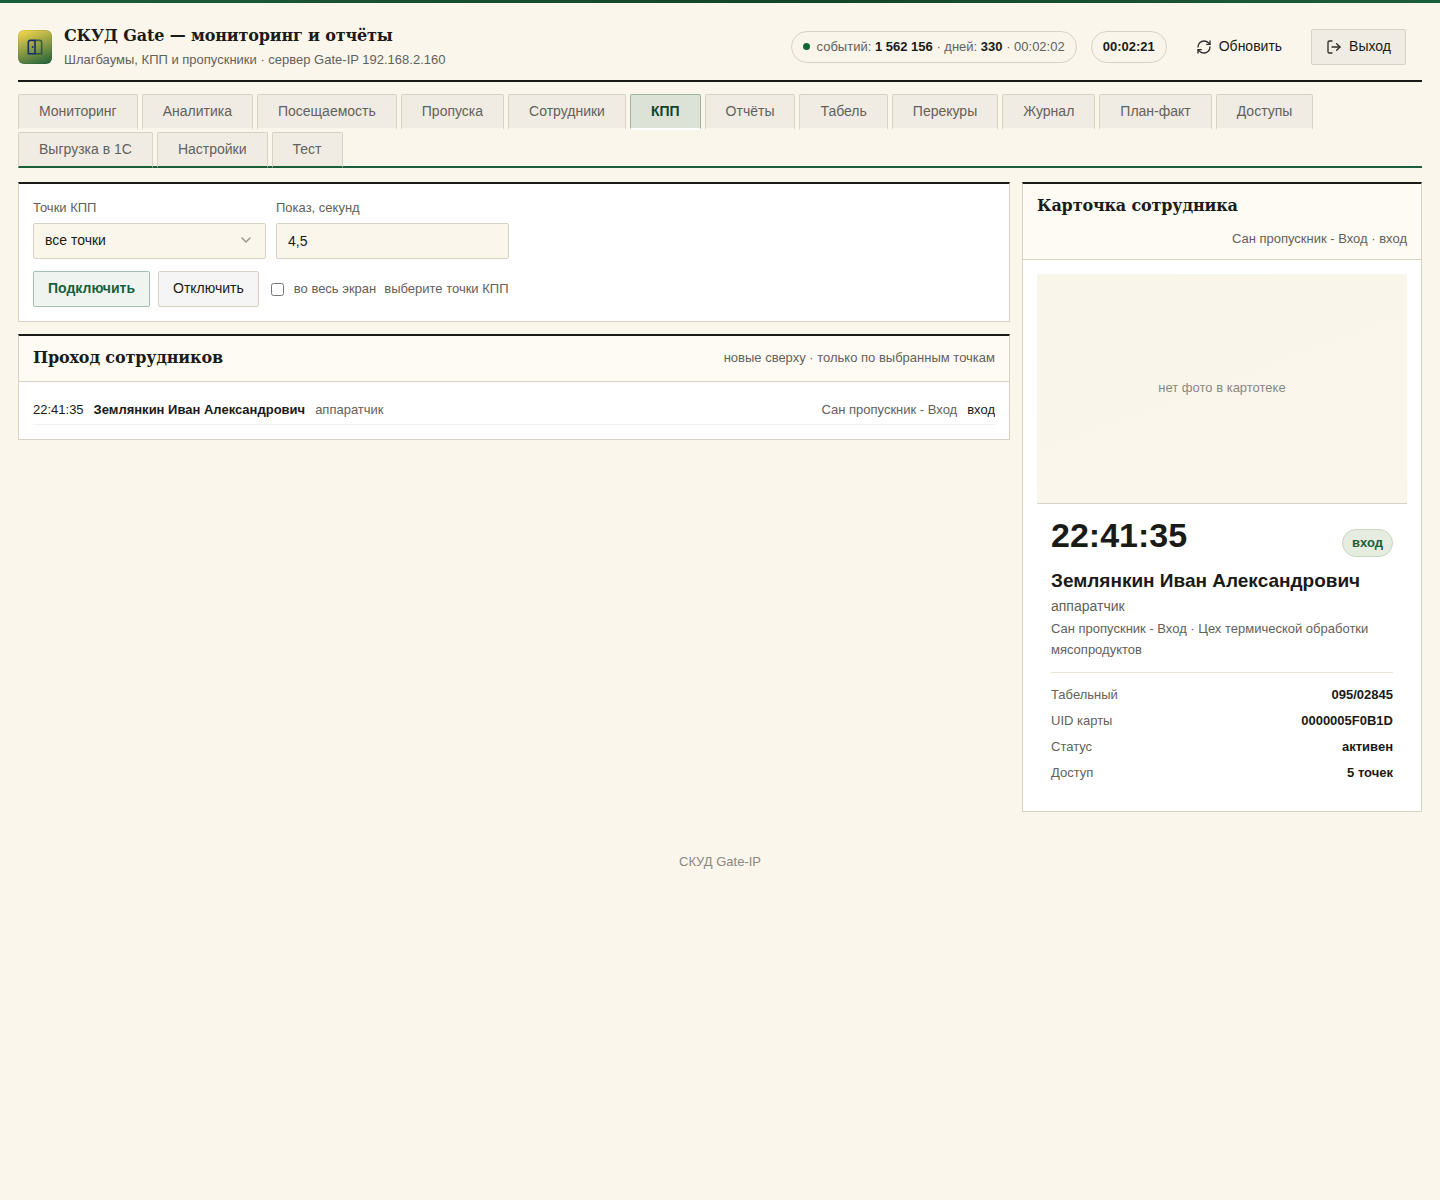 СКУД Gate — мониторинг и отчёты
Шлагбаумы, КПП и пропускники · сервер Gate-IP 192.168.2.160
событий: 1 562 156 · дней: 330 · 00:02:02
00:02:21
Обновить
Выход
Мониторинг
Аналитика
Посещаемость
Пропуска
Сотрудники
КПП
Отчёты
Табель
Перекуры
Журнал
План-факт
Доступы
Выгрузка в 1С
Настройки
Тест
Точки КПП
Показ, секунд
все точки
4,5
Подключить
Отключить
во весь экран
выберите точки КПП
Проход сотрудников
новые сверху · только по выбранным точкам
22:41:35 Землянкин Иван Александрович аппаратчик Сан пропускник - Вход вход
Карточка сотрудника
Сан пропускник - Вход · вход
нет фото в картотеке
22:41:35
вход
Землянкин Иван Александрович
аппаратчик
Сан пропускник - Вход · Цех термической обработки
мясопродуктов
Табельный 095/02845
UID карты 0000005F0B1D
Статус активен
Доступ 5 точек
СКУД Gate-IP